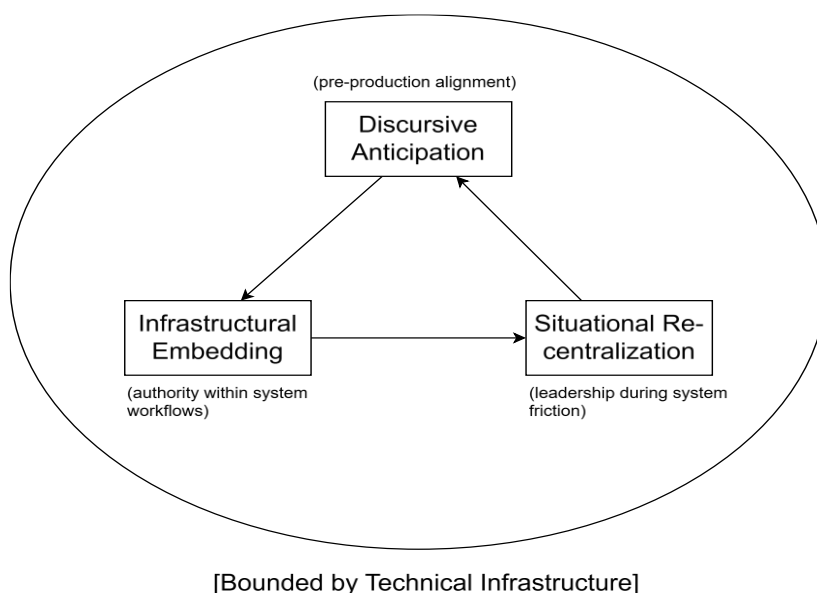 (pre-production alignment)
Discursive
Anticipation
Infrastructural
Embedding
(authority within system
workflows)
Situational Re-
centralization
(leadership during system
friction)
[Bounded by Technical Infrastructure]